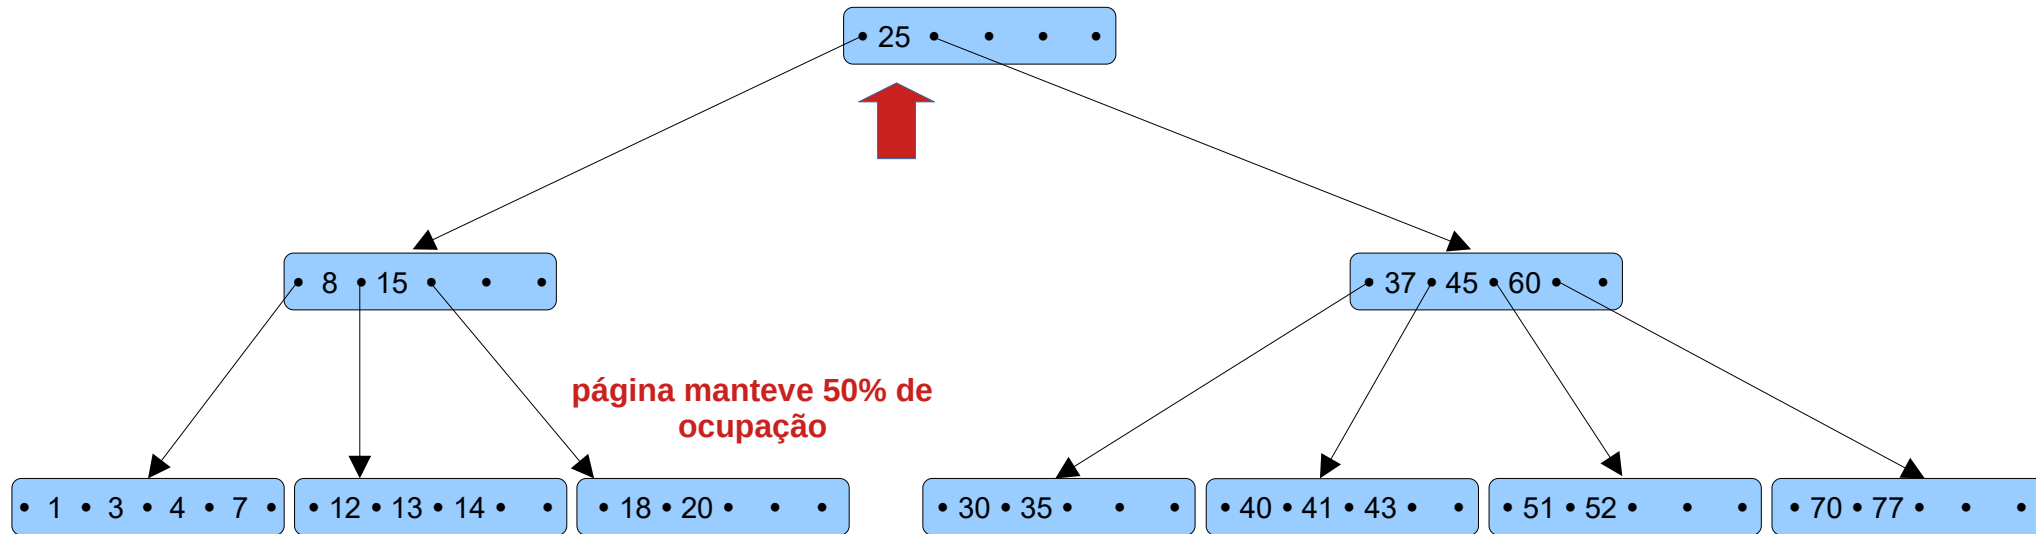 • 25 • • • •
• 8 • 15 • • •
• 37 • 45 • 60 • •
página manteve 50% de
ocupação
• 1 • 3 • 4 • 7 •
• 12 • 13 • 14 • •
• 18 • 20 • • •
• 30 • 35 • • •
• 40 • 41 • 43 • •
• 51 • 52 • • •
• 70 • 77 • • •